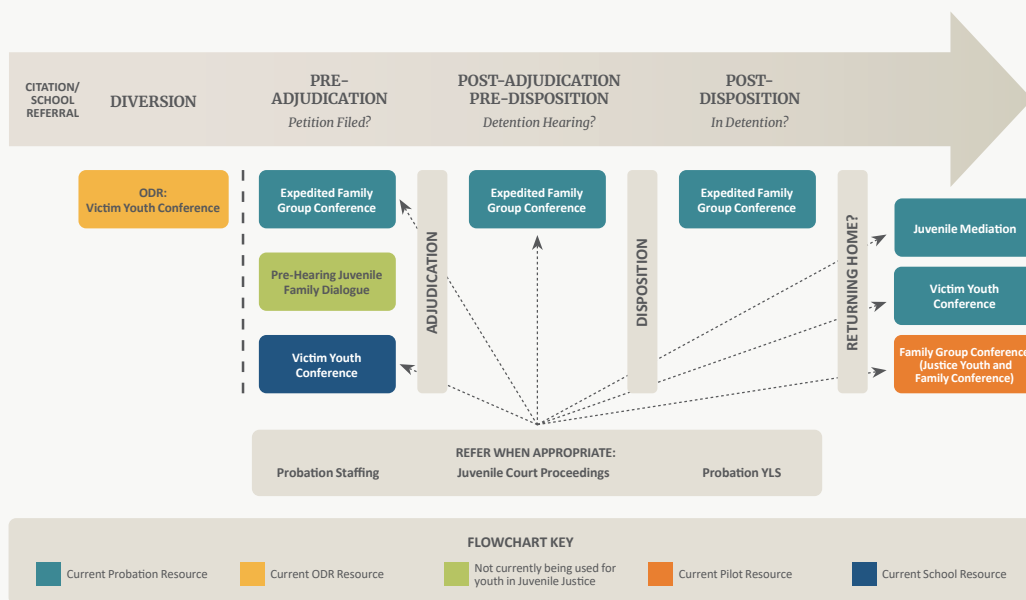 CITATION/
SCHOOL
REFERRAL
DIVERSION
PRE-
ADJUDICATION
Petition Filed?
POST-ADJUDICATION
PRE-DISPOSITION
Detention Hearing?
POST-
DISPOSITION
In Detention?
ODR:
Victim Youth Conference
Expedited Family
Group Conference
Pre-Hearing Juvenile
Family Dialogue
Victim Youth
Conference
ADJUDICATION
Expedited Family
Group Conference
DISPOSITION
Expedited Family
Group Conference
RETURNING HOME?
Juvenile Mediation
Victim Youth
Conference
Family Group Conference
(Justice Youth and
Family Conference)
REFER WHEN APPROPRIATE:
Probation Staffing
Juvenile Court Proceedings
Probation YLS
FLOWCHART KEY
Current Probation Resource
Current ODR Resource
Not currently being used for
youth in Juvenile Justice
Current Pilot Resource
Current School Resource